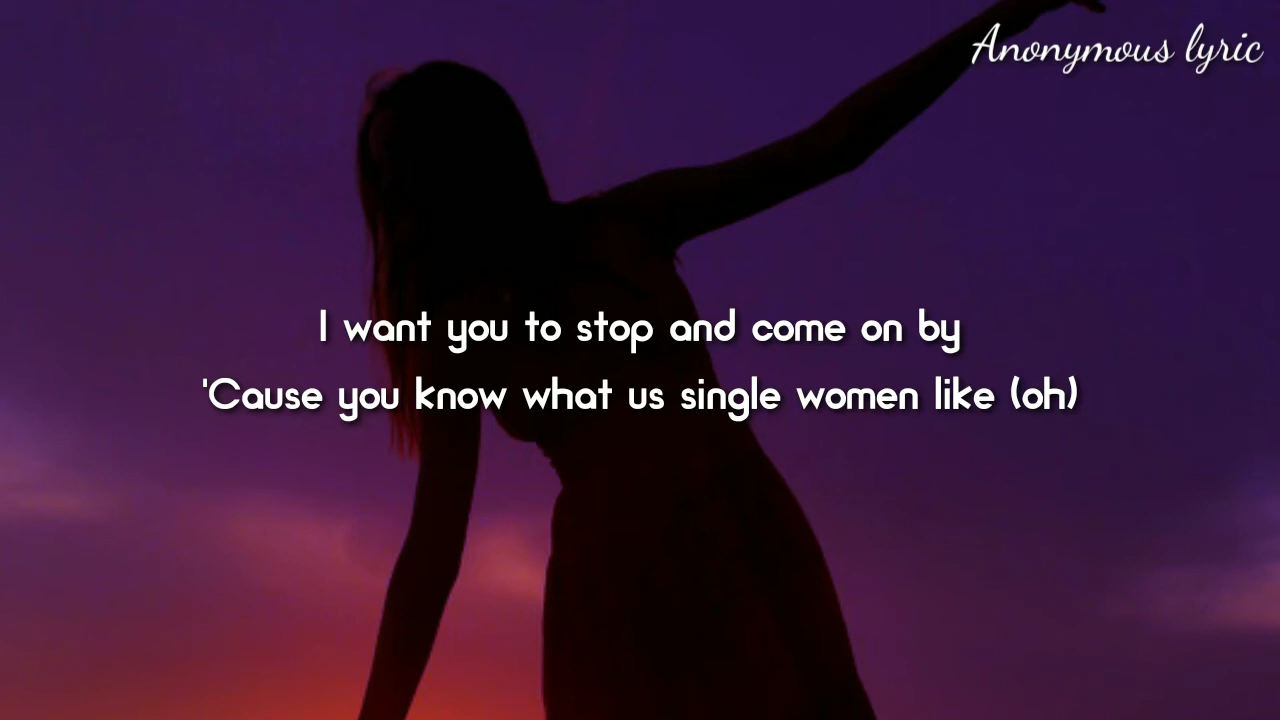 Anonymous lyric
I want you to stop and come on by
'Cause you know what us single women like (oh)